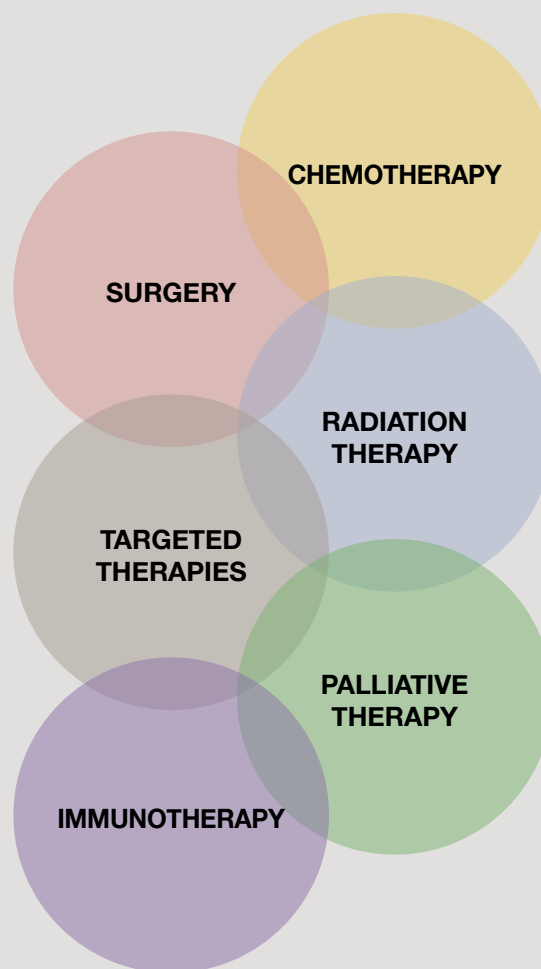 CHEMOTHERAPY
SURGERY
RADIATION
THERAPY
TARGETED
THERAPIES
PALLIATIVE
THERAPY
IMMUNOTHERAPY